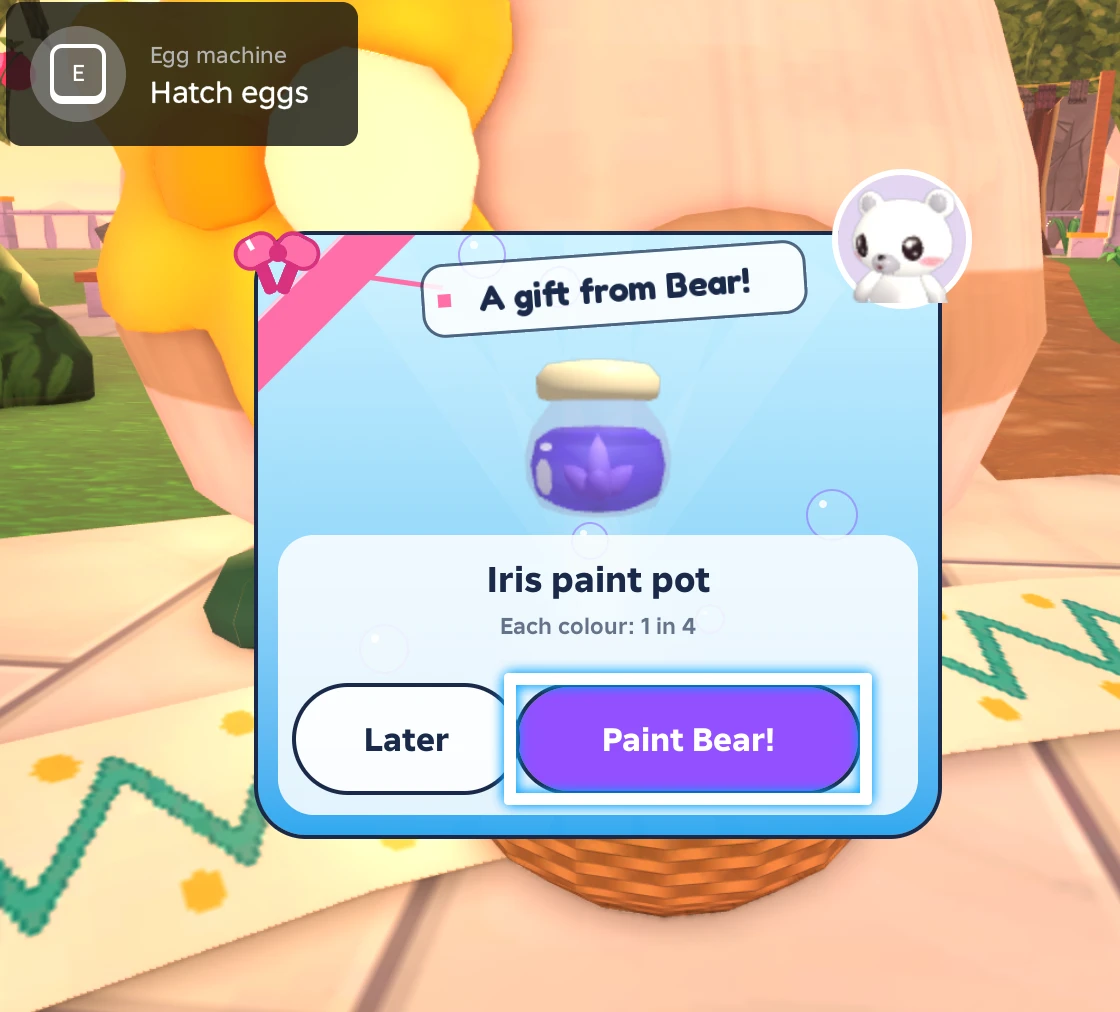 E
Egg machine
Hatch eggs
A gift from Bear!
Iris paint pot
Each colour: 1 in 4
Later
Paint Bear!